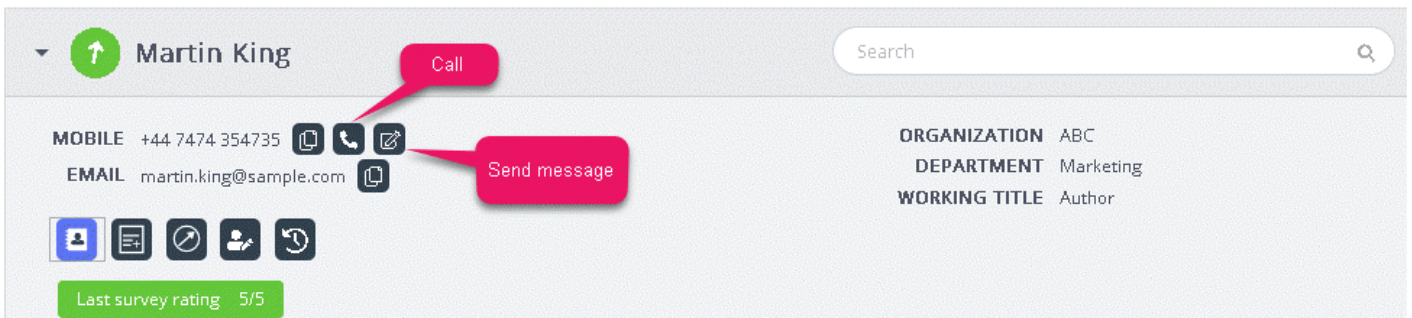 Martin King
Search
Call
MOBILE +44 7474 354735
EMAIL martin.king@sample.com
Send message
ORGANIZATION ABC
DEPARTMENT Marketing
WORKING TITLE Author
Last survey rating 5/5